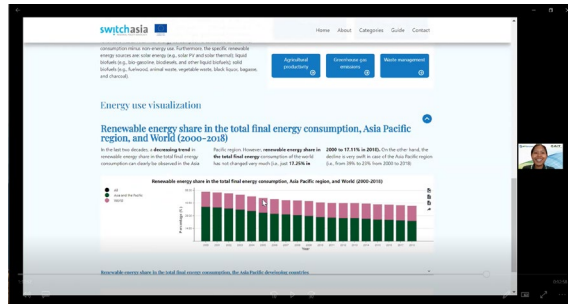 switchasia
Home About Categories Guide Contact
consumption minus non-energy use. Furthermore, the specific renewable
energy sources are: solar energy (e.g., solar PV and solar thermal); liquid
biofuels (e.g., bio-gasoline, biodiesels, and other liquid biofuels); solid
biofuels (e.g., fuelwood, animal waste, vegetable waste, black liquor, bagasse,
and charcoal).
Agricultural
productivity
Greenhouse gas
emissions
Waste management
Energy use visualization
Renewable energy share in the total final energy consumption, Asia Pacific
region, and World (2000-
2018)
In the last two decades, a decreasing trend in
renewable energy share in the total final energy
consumption can clearly be observed in the Asia
Pacific region. However, renewable energy share in
the total final energy consumption of the world
has not changed very much (i.e., just 17.25% in
2000 to 17.11% in 2010). On the other hand, the
decline is very swift in case of the Asia Pacific region
Renewable energy share in the total final energy consumption, Asia Pacific region, and World (2000-2018)
all
Asia and the Pacific
World
Year
Renewable energy share in the total final energy consumption, the Asia Pacific developing countries